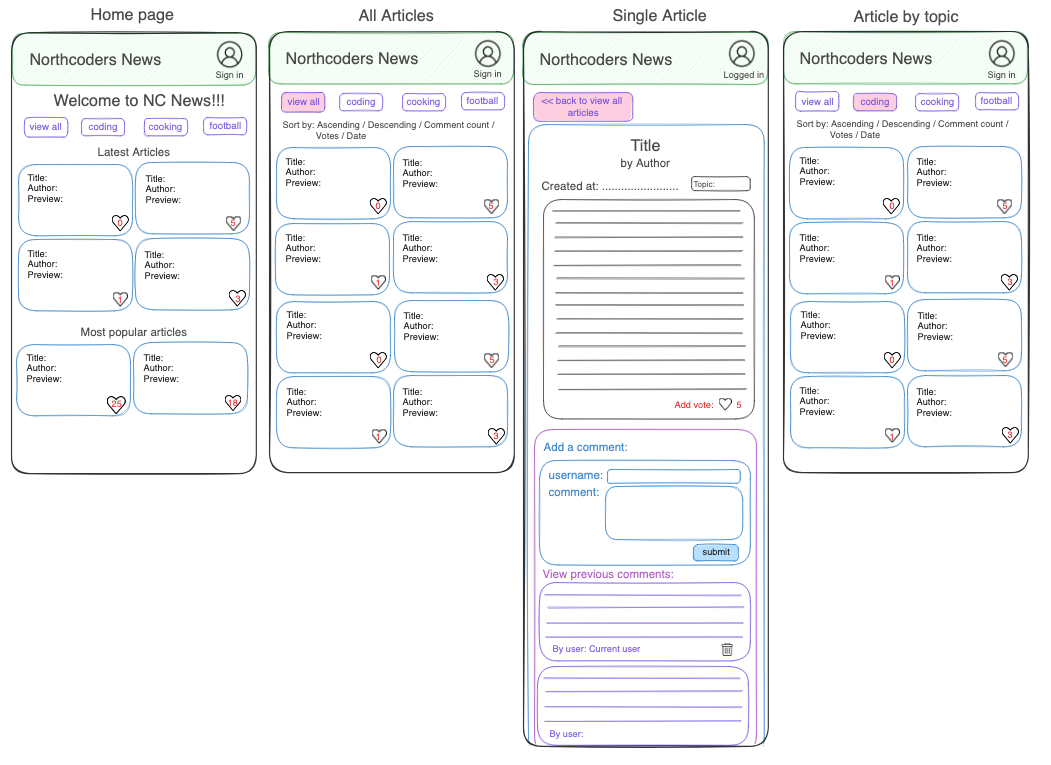 Home page
Northcoders News
Sign in
Welcome to NC News!!!
view all
coding
cooking
football
Latest Articles
Title:
Author:
Preview:
0
Title:
Author:
Preview:
5
Title:
Author:
Preview:
1
Title:
Author:
Preview:
3
Most popular articles
Title:
Author:
Preview:
25
Title:
Author:
Preview:
18
All Articles
Northcoders News
Sign in
view all
coding
cooking
football
Sort by: Ascending / Descending / Comment count /
Votes / Date
Title:
Author:
Preview:
0
Title:
Author:
Preview:
5
Title:
Author:
Preview:
1
Title:
Author:
Preview:
3
Title:
Author:
Preview:
0
Title:
Author:
Preview:
5
Title:
Author:
Preview:
1
Title:
Author:
Preview:
3
Single Article
Northcoders News
Logged in
<< back to view all
articles
Title
by Author
Created at: ........................
Topic:
Add vote: 5
Add a comment:
username:
comment:
submit
View previous comments:
By user: Current user
By user:
Article by topic
Northcoders News
Sign in
view all
coding
cooking
football
Sort by: Ascending / Descending / Comment count /
Votes / Date
Title:
Author:
Preview:
0
Title:
Author:
Preview:
5
Title:
Author:
Preview:
1
Title:
Author:
Preview:
3
Title:
Author:
Preview:
0
Title:
Author:
Preview:
5
Title:
Author:
Preview:
1
Title:
Author:
Preview:
3